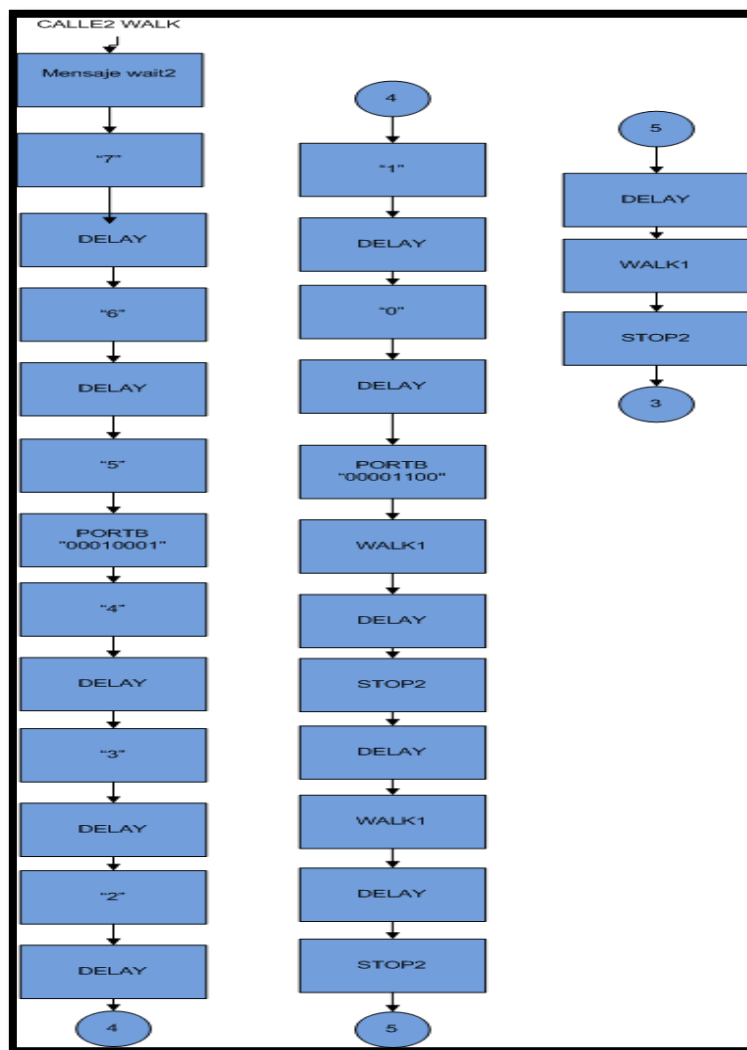 CALLE2 WALK
Mensaje wait2
"7"
DELAY
"6"
DELAY
"5"
PORTB
"00010001"
"4"
DELAY
"3"
DELAY
"2"
DELAY
4
4
"1"
DELAY
"0"
DELAY
PORTB
"00001100"
WALK1
DELAY
STOP2
DELAY
WALK1
DELAY
STOP2
5
5
DELAY
WALK1
STOP2
3